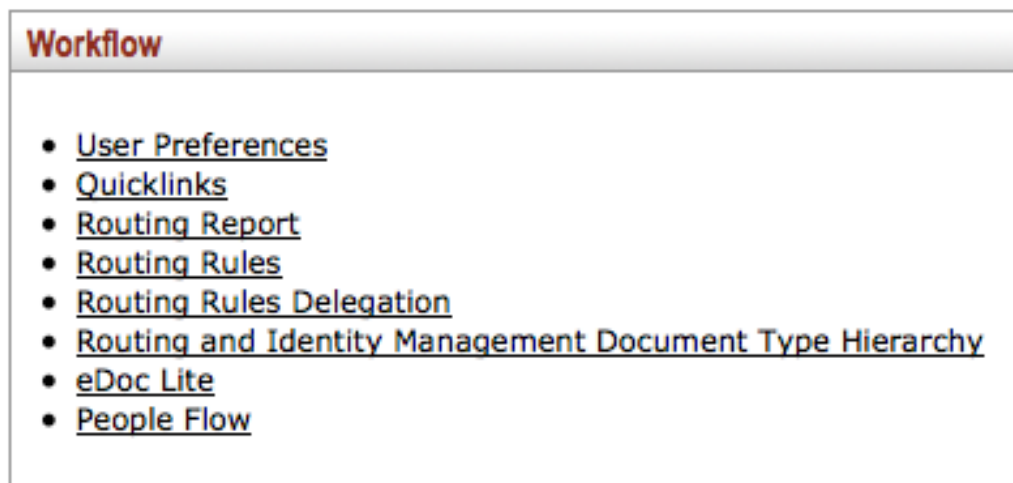 Workflow
• User Preferences
• Quicklinks
• Routing Report
• Routing Rules
• Routing Rules Delegation
• Routing and Identity Management Document Type Hierarchy
• eDoc Lite
• People Flow